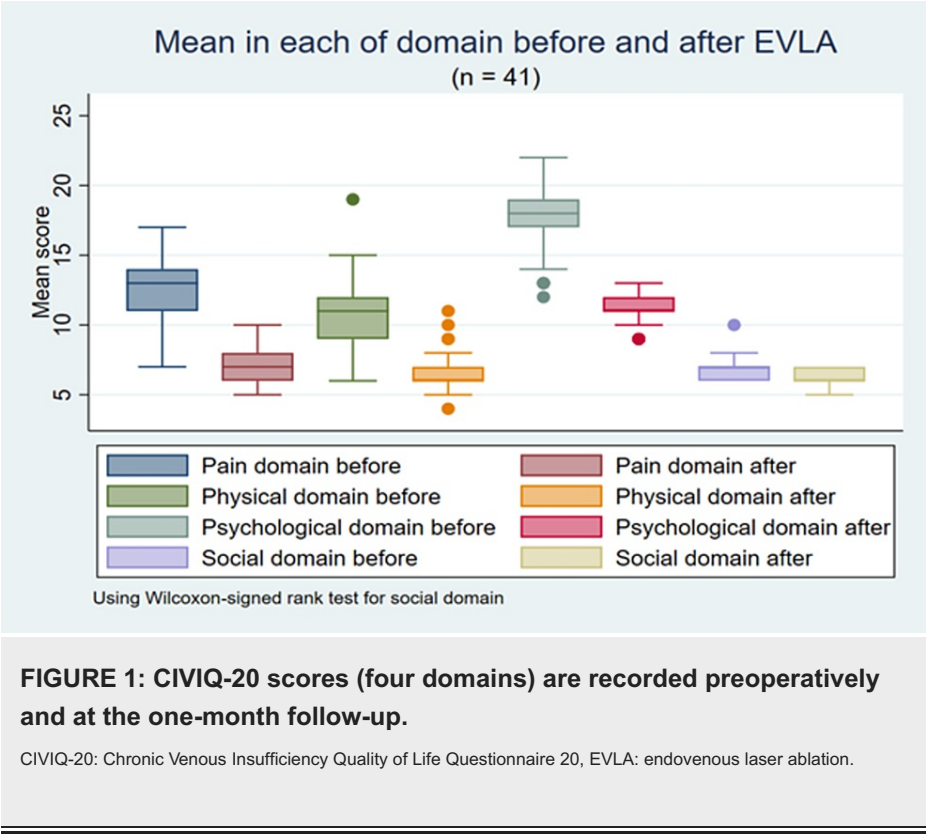 Mean in each of domain before and after EVLA
(n = 41)
Mean score
25
20
15
10
5
Pain domain before
Pain domain after
Physical domain before
Physical domain after
Psychological domain before
Psychological domain after
Social domain before
Social domain after
Using Wilcoxon-signed rank test for social domain
FIGURE 1: CIVIQ-20 scores (four domains) are recorded preoperatively
and at the one-month follow-up.
CIVIQ-20: Chronic Venous Insufficiency Quality of Life Questionnaire 20, EVLA: endovenous laser ablation.